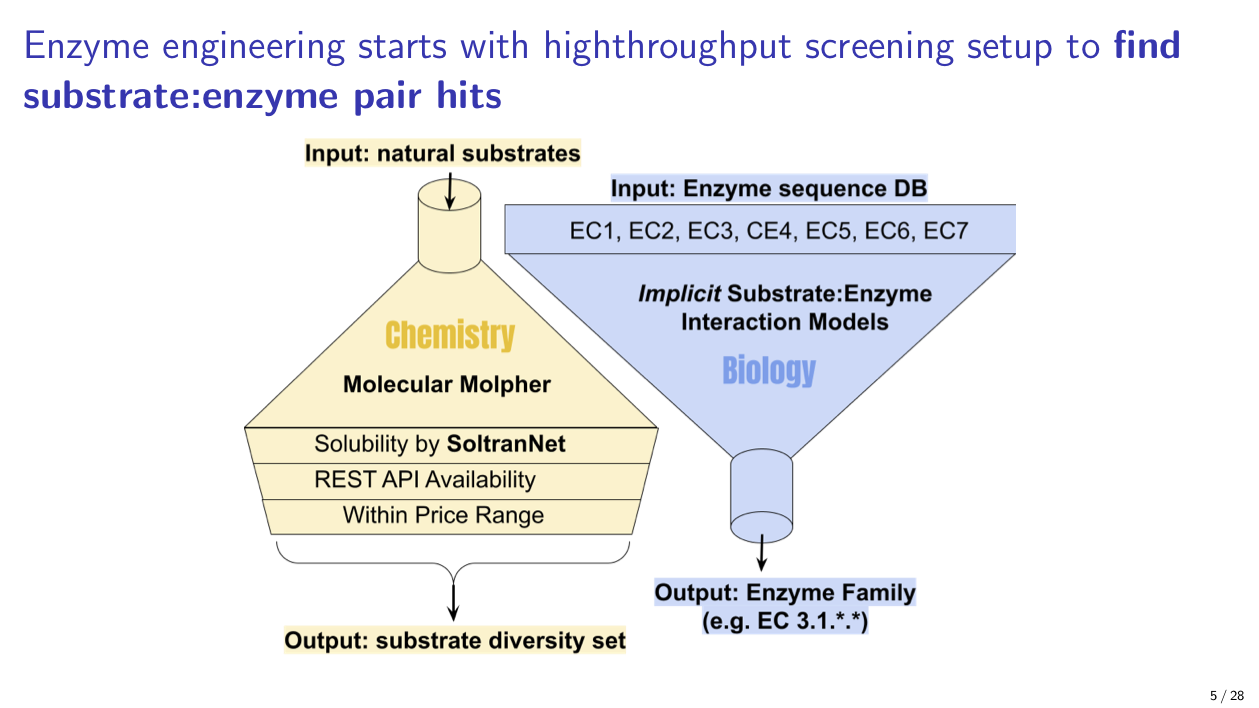 Enzyme engineering starts with highthroughput screening setup to find
substrate:enzyme pair hits
Input: natural substrates
Chemistry
Molecular Molpher
Solubility by SoltranNet
REST API Availability
Within Price Range
Output: substrate diversity set
Input: Enzyme sequence DB
EC1, EC2, EC3, CE4, EC5, EC6, EC7
Implicit Substrate:Enzyme
Interaction Models
Biology
Output: Enzyme Family
(e.g. EC 3.1.*.*)
5 / 28